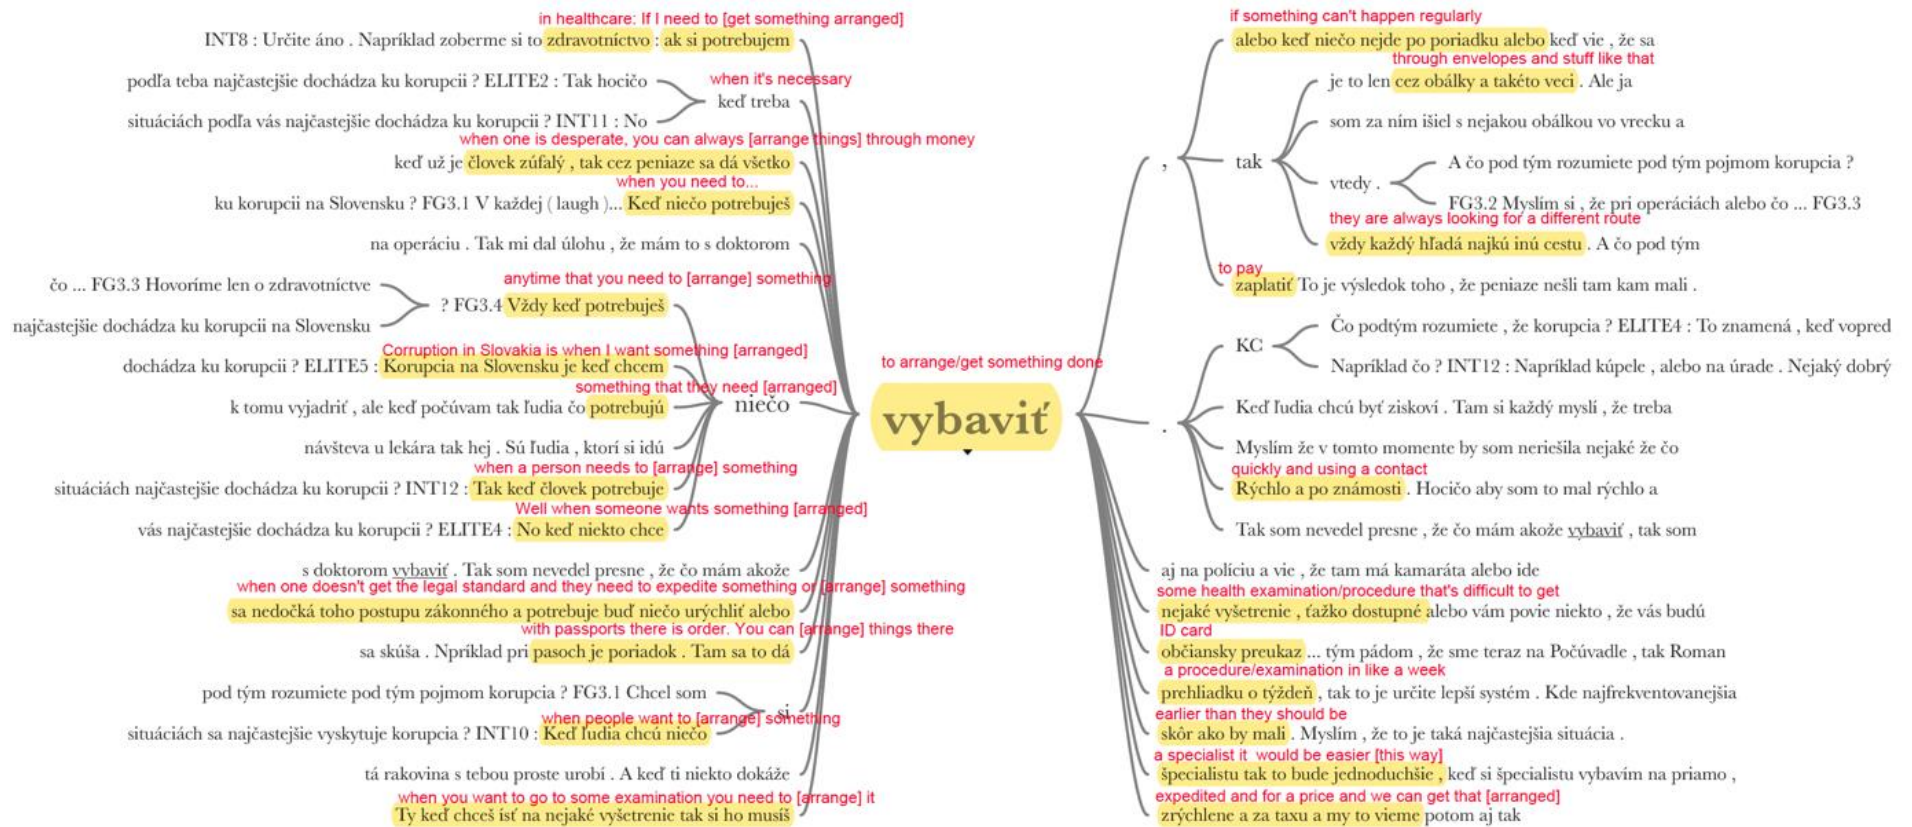 in healthcare: If I need to [get something arranged]
INT8 : Určite áno . Napríklad zoberme si to zdravotníctvo : ak si potrebujem
podľa teba najčastejšie dochádza ku korupcii ? ELITE2 : Tak hocičo
when it's necessary
keď treba
situáciách podľa vás najčastejšie dochádza ku korupcii ? INT11 : No
when one is desperate, you can always [arrange things] through money
keď už je človek zúfalý , tak cez peniaze sa dá všetko
when you need to...
ku korupcii na Slovensku ? FG3.1 V každej ( laugh )... Keď niečo potrebuješ
na operáciu . Tak mi dal úlohu , že mám to s doktorom
anytime that you need to [arrange] something
čo ... FG3.3 Hovoríme len o zdravotníctve
? FG3.4 Vždy keď potrebuješ
najčastejšie dochádza ku korupcii na Slovensku
Corruption in Slovakia is when I want something [arranged]
dochádza ku korupcii ? ELITE5 : Korupcia na Slovensku je keď chcem
something that they need [arranged]
k tomu vyjadriť , ale keď počúvam tak ľudia čo potrebujú
niečo
návšteva u lekára tak hej . Sú ľudia , ktorí si idú
when a person needs to [arrange] something
situáciách najčastejšie dochádza ku korupcii ? INT12 : Tak keď človek potrebuje
Well when someone wants something [arranged]
vás najčastejšie dochádza ku korupcii ? ELITE4 : No keď niekto chce
s doktorom vybaviť . Tak som nevedel presne , že čo mám akože
when one doesn't get the legal standard and they need to expedite something or [arrange] something
sa nedočká toho postupu zákonného a potrebuje buď niečo urýchliť alebo
with passports there is order. You can [arrange] things there
sa skúša . Npríklad pri pasoch je poriadok . Tam sa to dá
pod tým rozumiete pod tým pojmom korupcia ? FG3.1 Chcel som
si
when people want to [arrange] something
situáciách sa najčastejšie vyskytuje korupcia ? INT10 : Keď ľudia chcú niečo
tá rakovina s tebou proste urobí . A keď ti niekto dokáže
when you want to go to some examination you need to [arrange] it
Ty keď chceš ísť na nejaké vyšetrenie tak si ho musíš
to arrange/get something done
vybaviť
if something can't happen regularly
alebo keď niečo nejde po poriadku alebo keď vie , že sa
through envelopes and stuff like that
je to len cez obálky a takéto veci . Ale ja
som za ním išiel s nejakou obálkou vo vrecku a
,
tak
A čo pod tým rozumiete pod tým pojmom korupcia ?
vtedy .
FG3.2 Myslím si , že pri operáciách alebo čo ... FG3.3
they are always looking for a different route
vždy každý hľadá najkú inú cestu . A čo pod tým
to pay
zaplatiť To je výsledok toho , že peniaze nešli tam kam mali .
Čo podtým rozumiete , že korupcia ? ELITE4 : To znamená , keď vopred
KC
Napríklad čo ? INT12 : Napríklad kúpele , alebo na úrade . Nejaký dobrý
Keď ľudia chcú byť ziskoví . Tam si každý myslí , že treba
.
Myslím že v tomto momente by som neriešila nejaké že čo
quickly and using a contact
Rýchlo a po známosti . Hocičo aby som to mal rýchlo a
Tak som nevedel presne , že čo mám akože vybaviť , tak som
aj na políciu a vie , že tam má kamaráta alebo ide
some health examination/procedure that's difficult to get
nejaké vyšetrenie , ťažko dostupné alebo vám povie niekto , že vás budú
ID card
občiansky preukaz ... tým pádom , že sme teraz na Počúvadle , tak Roman
a procedure/examination in like a week
prehliadku o týždeň , tak to je určite lepší systém . Kde najfrekventovanejšia
earlier than they should be
skôr ako by mali . Myslím , že to je taká najčastejšia situácia .
a specialist it would be easier [this way]
špecialistu tak to bude jednoduchšie , keď si špecialistu vybavím na priamo ,
expedited and for a price and we can get that [arranged]
zrýchlene a za taxu a my to vieme potom aj tak